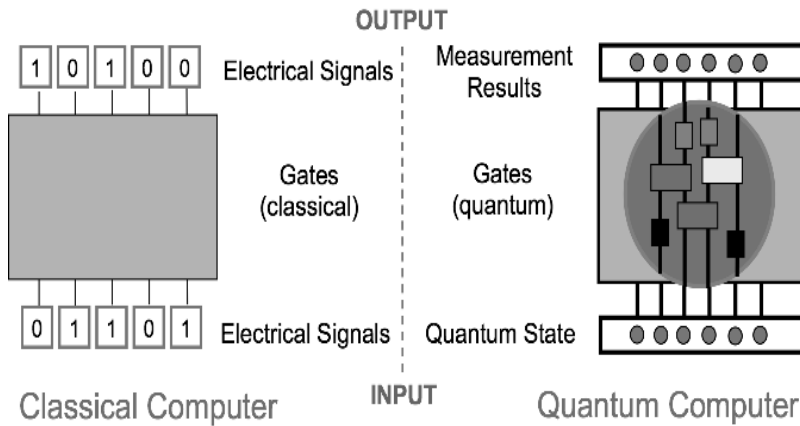 OUTPUT
1 0 1 0 0
Electrical Signals
Measurement
Results
Gates
(classical)
Gates
(quantum)
0 1 1 0 1
Electrical Signals
Quantum State
INPUT
Classical Computer
Quantum Computer